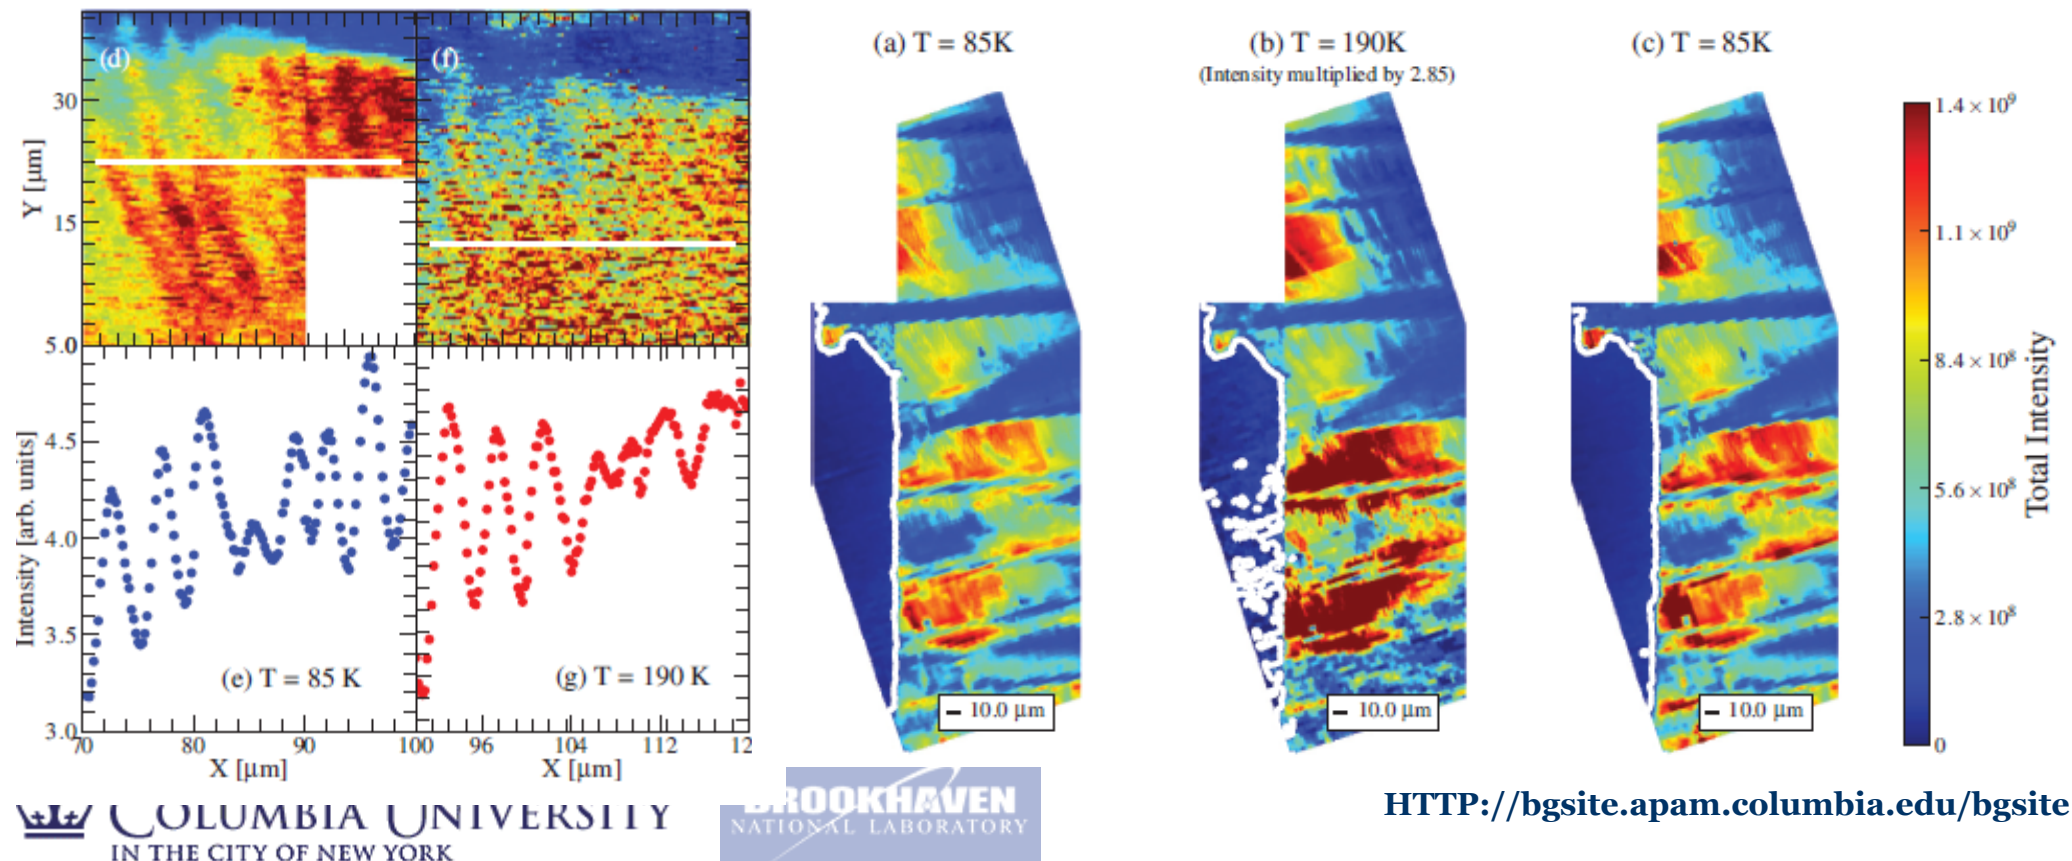 (d)
(f)
30
15
5.0
Y [µm]
4.5
4.0
3.5
3.0
Intensity [arb. units]
(e) T = 85 K
(g) T = 190 K
70
80
90
100
96
104
112
12
X [µm]
X [µm]
(a) T = 85K
(b) T = 190K
(Intensity multiplied by 2.85)
(c) T = 85K
10.0 µm
10.0 µm
10.0 µm
1.4 × 10⁹
1.1 × 10⁹
8.4 × 10⁸
5.6 × 10⁸
2.8 × 10⁸
0
Total Intensity
COLUMBIA UNIVERSITY
IN THE CITY OF NEW YORK
BROOKHAVEN
NATIONAL LABORATORY
HTTP://bgsite.apam.columbia.edu/bgsite